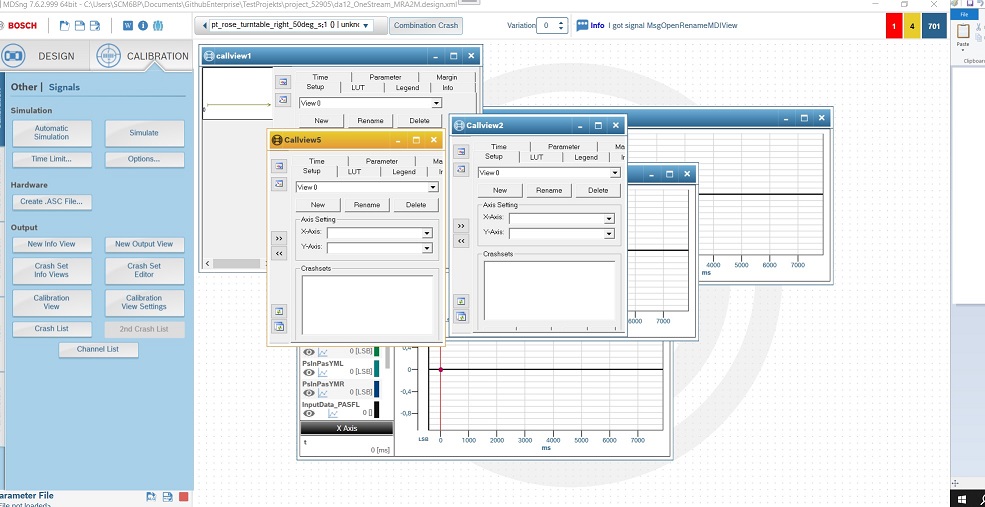 MDSng 7.6.2.999 64bit - C:\Users\SCM6BP\Documents\GithubEnterprise\TestProjekts\project_52905\da12_OneStream_MRA2M.design.xml
BOSCH
pt_rose_turntable_right_50deg_s;1 {} | unkno
Combination Crash
Variation: 0
Info I got signal MsgOpenRenameMDIView
1 4 701
File
Paste
Clipboard
DESIGN
CALIBRATION
Other | Signals
Simulation
Automatic Simulation
Simulate
Time Limit...
Options...
Hardware
Create .ASC File...
Output
New Info View
New Output View
Crash Set Info Views
Crash Set Editor
Calibration View
Calibration View Settings
Crash List
2nd Crash List
Channel List
arameter File
File not loaded>
callview1
Time Parameter Margin
Setup LUT Legend Info
View 0
New Rename Delete
Callview5
Time Parameter Ma
Setup LUT Legend
View 0
New Rename Delete
>>
<<
Axis Setting
X-Axis:
Y-Axis:
Crashsets
Callview2
Time Parameter Ma
Setup LUT Legend
View 0
New Rename Delete
>>
<<
Axis Setting
X-Axis:
Y-Axis:
Crashsets
4000 5000 6000 7000
ms
6000 7000
0 [LSB]
PsInPasYML
0 [LSB]
PsInPasYMR
0 [LSB]
InputData_PASFL
0 []
X Axis
t
0 [ms]
0,4
0
-0,4
-0,8
LSB
0 1000 2000 3000 4000 5000 6000 7000
ms